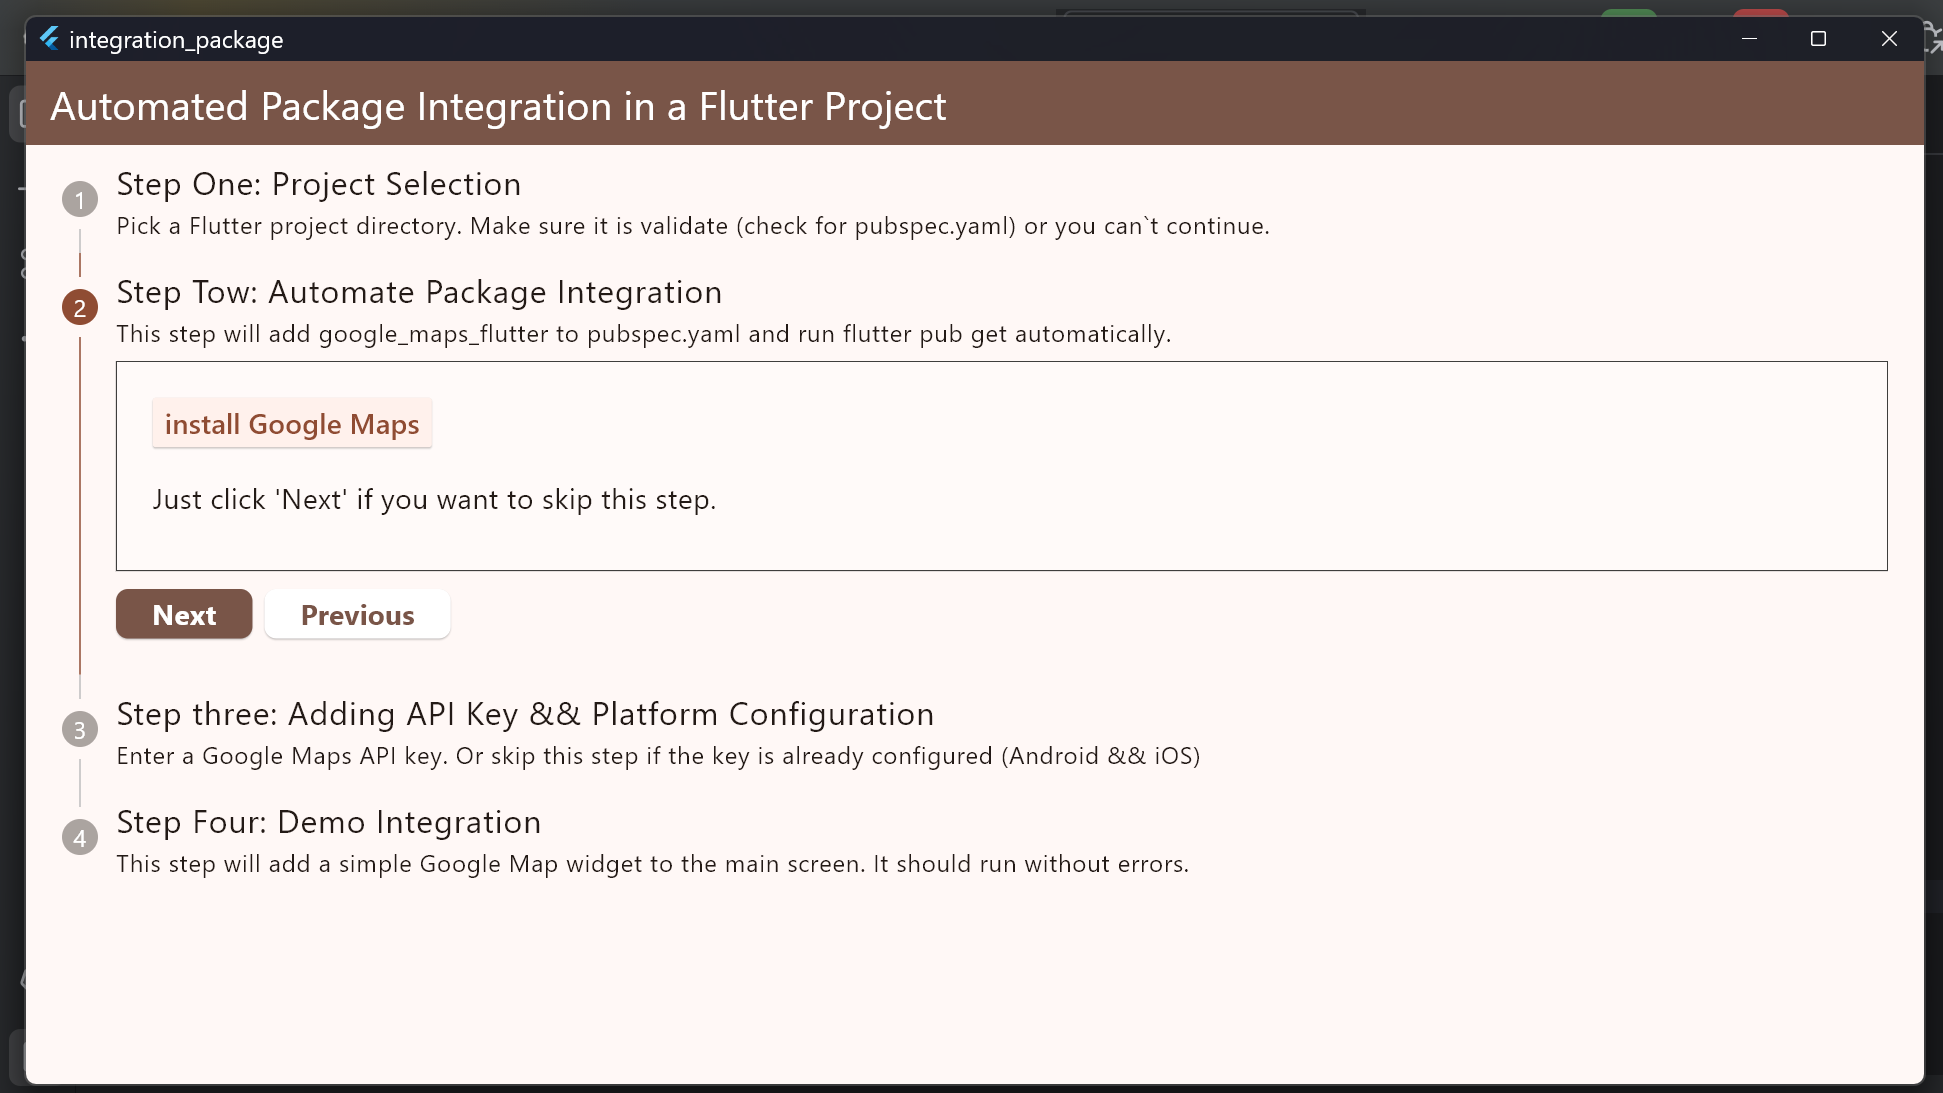 integration_package
Automated Package Integration in a Flutter Project
1
Step One: Project Selection
Pick a Flutter project directory. Make sure it is validate (check for pubspec.yaml) or you can`t continue.
2
Step Tow: Automate Package Integration
This step will add google_maps_flutter to pubspec.yaml and run flutter pub get automatically.
install Google Maps
Just click 'Next' if you want to skip this step.
Next Previous
3
Step three: Adding API Key && Platform Configuration
Enter a Google Maps API key. Or skip this step if the key is already configured (Android && iOS)
4
Step Four: Demo Integration
This step will add a simple Google Map widget to the main screen. It should run without errors.